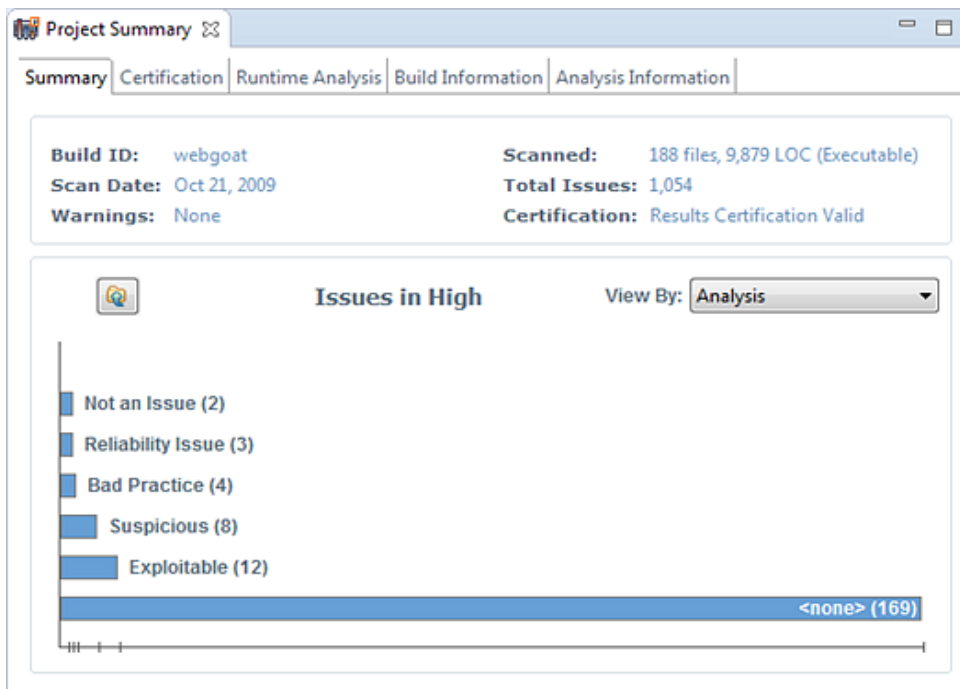 Project Summary
Summary Certification Runtime Analysis Build Information Analysis Information
Build ID: webgoat Scanned: 188 files, 9,879 LOC (Executable)
Scan Date: Oct 21, 2009 Total Issues: 1,054
Warnings: None Certification: Results Certification Valid
Issues in High View By: Analysis
Not an Issue (2)
Reliability Issue (3)
Bad Practice (4)
Suspicious (8)
Exploitable (12)
<none> (169)